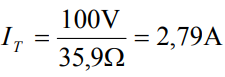 I_T = 100V / 35,9Ω = 2,79A